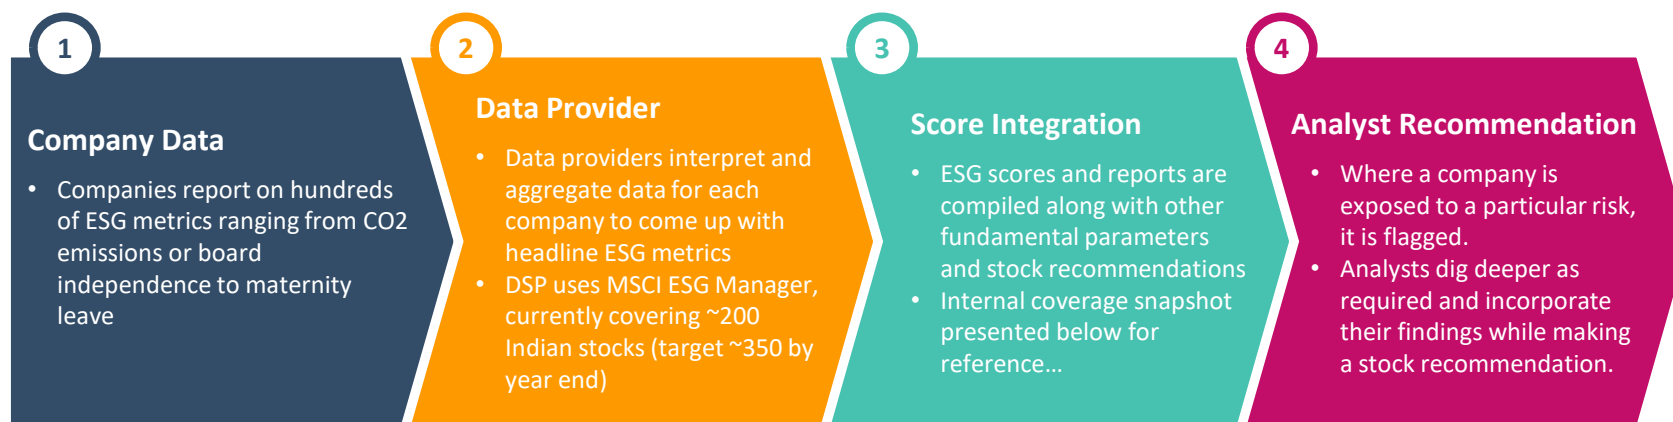 1
Company Data
• Companies report on hundreds
of ESG metrics ranging from CO2
emissions or board
independence to maternity
leave
2
Data Provider
• Data providers interpret and
aggregate data for each
company to come up with
headline ESG metrics
• DSP uses MSCI ESG Manager,
currently covering ~200
Indian stocks (target ~350 by
year end)
3
Score Integration
• ESG scores and reports are
compiled along with other
fundamental parameters
and stock recommendations
• Internal coverage snapshot
presented below for
reference...
4
Analyst Recommendation
• Where a company is
exposed to a particular risk,
it is flagged.
• Analysts dig deeper as
required and incorporate
their findings while making
a stock recommendation.